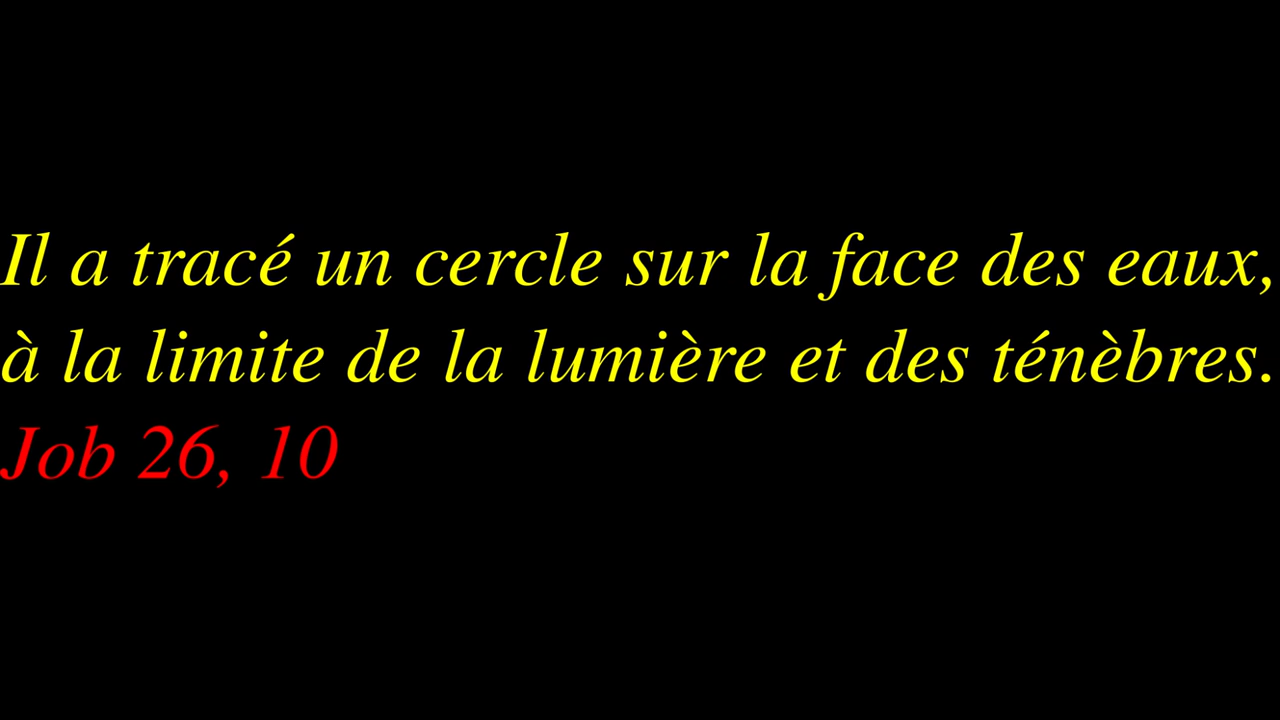 Il a tracé un cercle sur la face des eaux,
à la limite de la lumière et des ténèbres.
Job 26, 10